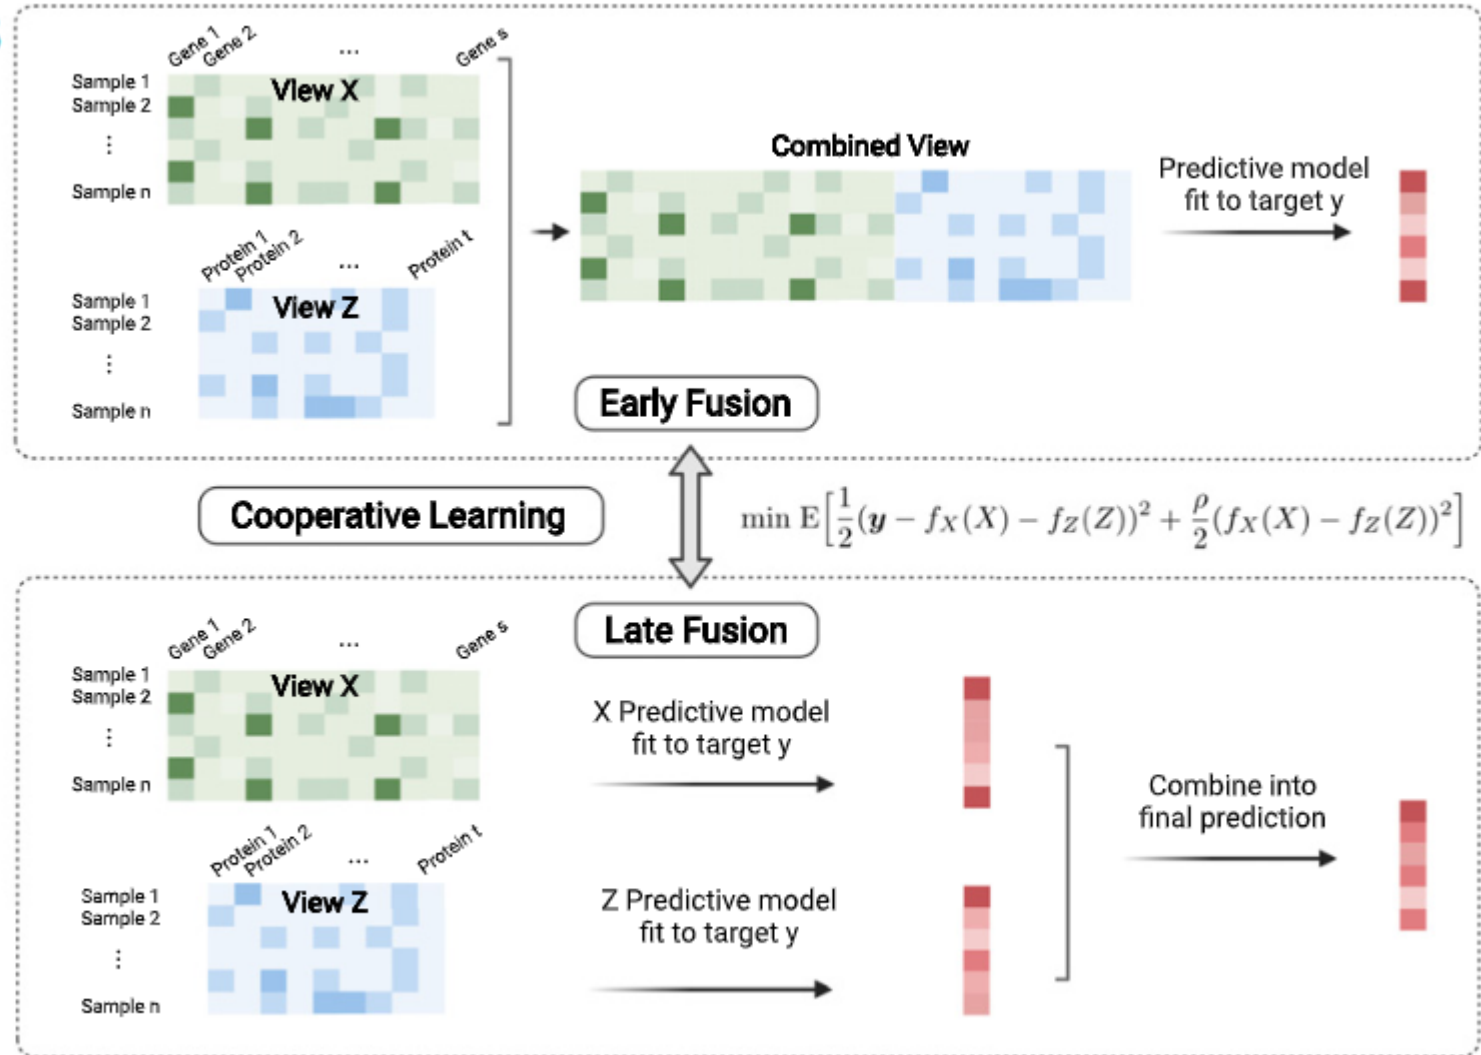 Gene 1 Gene 2 ... Gene s
Sample 1
Sample 2
⋮
Sample n
View X
Protein 1 Protein 2 ... Protein t
Sample 1
Sample 2
⋮
Sample n
View Z
Combined View
Predictive model
fit to target y
Early Fusion
Cooperative Learning
min E[1/2(y − f_X(X) − f_Z(Z))² + ρ/2(f_X(X) − f_Z(Z))²]
Late Fusion
Gene 1 Gene 2 ... Gene s
Sample 1
Sample 2
⋮
Sample n
View X
X Predictive model
fit to target y
Protein 1 Protein 2 ... Protein t
Sample 1
Sample 2
⋮
Sample n
View Z
Z Predictive model
fit to target y
Combine into
final prediction